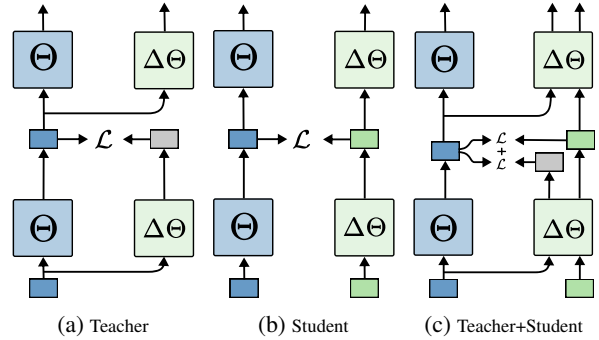 Θ ΔΘ Θ ΔΘ Θ ΔΘ
ℒ ℒ ℒ
+
ℒ
Θ ΔΘ Θ ΔΘ Θ ΔΘ
(a) Teacher (b) Student (c) Teacher+Student